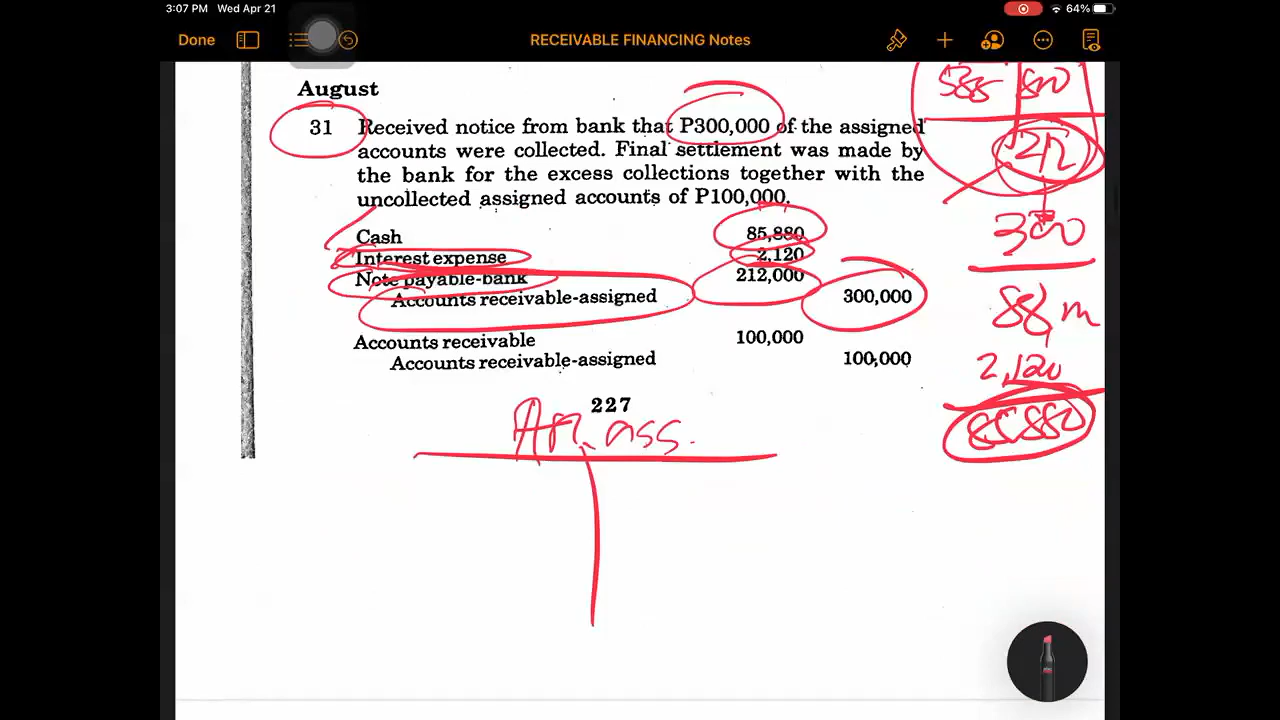 3:07 PM Wed Apr 21 64%
Done RECEIVABLE FINANCING Notes
August
31 Received notice from bank that P300,000 of the assigned
accounts were collected. Final settlement was made by
the bank for the excess collections together with the
uncollected assigned accounts of P100,000.
Cash 85,880
Interest expense 2,120
Note payable-bank 212,000
Accounts receivable-assigned 300,000
Accounts receivable 100,000
Accounts receivable-assigned 100,000
227
ass.
588 800
212
300
88 m
2,120
85,880